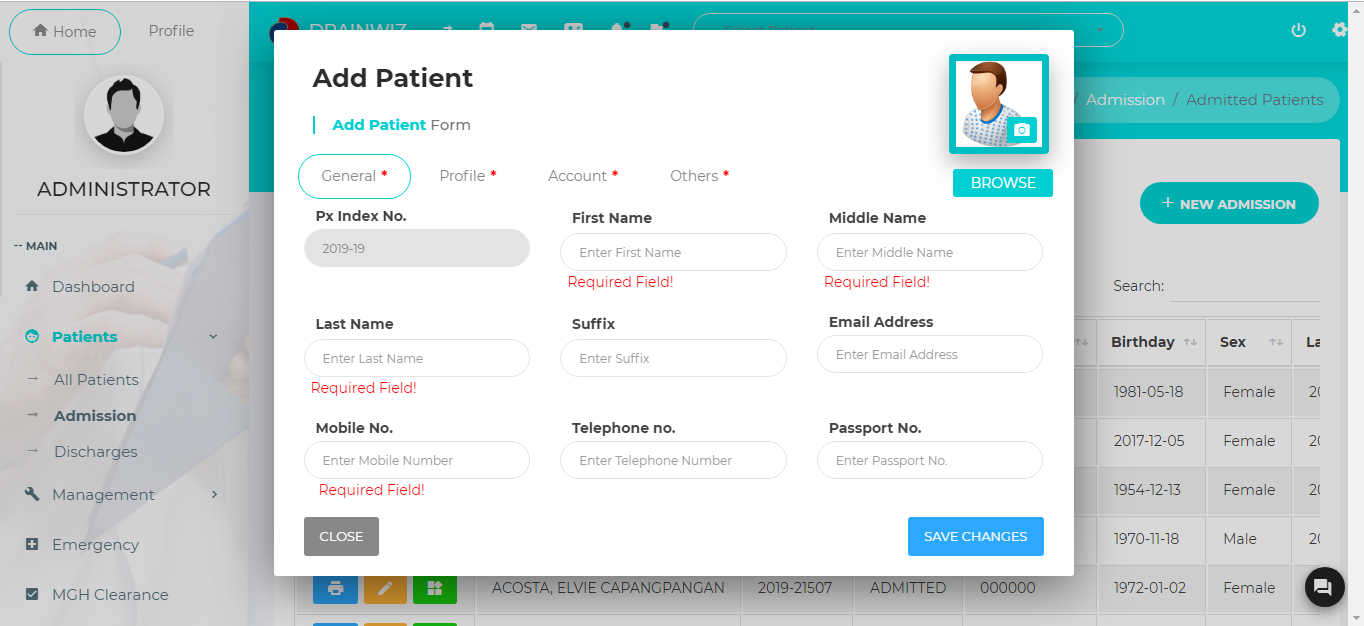 Home
Profile
DRAINWIZ
Admission / Admitted Patients
ADMINISTRATOR
-- MAIN
Dashboard
Patients
All Patients
Admission
Discharges
Management
Emergency
MGH Clearance
Add Patient
Add Patient Form
General *
Profile *
Account *
Others *
BROWSE
Px Index No.
First Name
Middle Name
2019-19
Enter First Name
Enter Middle Name
Required Field!
Required Field!
Last Name
Suffix
Email Address
Enter Last Name
Enter Suffix
Enter Email Address
Required Field!
Mobile No.
Telephone no.
Passport No.
Enter Mobile Number
Enter Telephone Number
Enter Passport No.
Required Field!
CLOSE
SAVE CHANGES
+ NEW ADMISSION
Search:
Birthday
Sex
1981-05-18
Female
2017-12-05
Female
1954-12-13
Female
1970-11-18
Male
ACOSTA, ELVIE CAPANGPANGAN
2019-21507
ADMITTED
000000
1972-01-02
Female